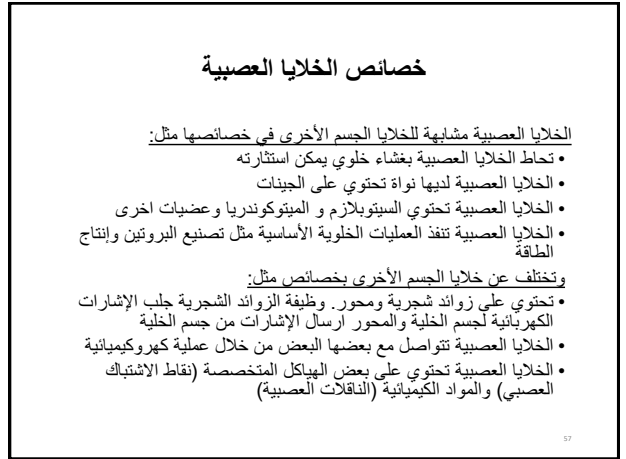 خصائص الخلايا العصبية
الخلايا العصبية مشابهة للخلايا الجسم الأخرى في خصائصها مثل:
• تحاط الخلايا العصبية بغشاء خلوي يمكن استثارته
• الخلايا العصبية لديها نواة تحتوي على الجينات
• الخلايا العصبية تحتوي السيتوبلازم و الميتوكوندريا وعضيات اخرى
• الخلايا العصبية تنفذ العمليات الخلوية الأساسية مثل تصنيع البروتين وإنتاج
الطاقة
وتختلف عن خلايا الجسم الأخرى بخصائص مثل:
• تحتوي على زوائد شجرية ومحور. وظيفة الزوائد الشجرية جلب الإشارات
الكهربائية لجسم الخلية والمحور ارسال الإشارات من جسم الخلية
• الخلايا العصبية تتواصل مع بعضها البعض من خلال عملية كهروكيميائية
• الخلايا العصبية تحتوي على بعض الهياكل المتخصصة (نقاط الاشتباك
العصبي) والمواد الكيميائية (الناقلات العصبية)
57